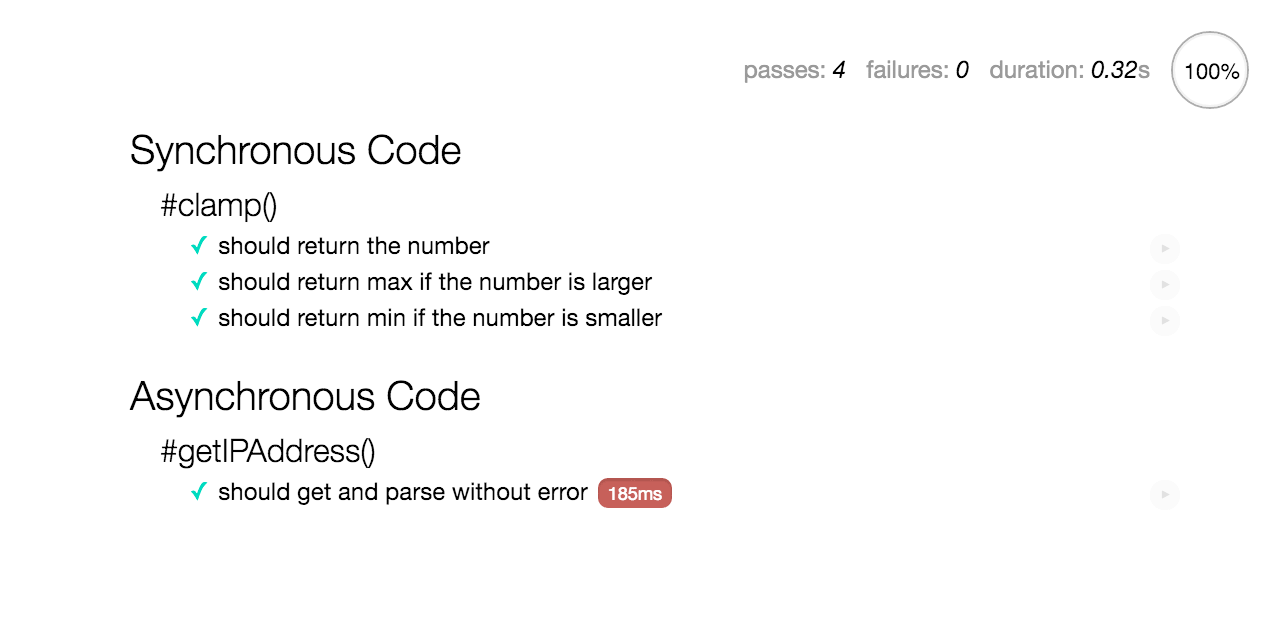 passes: 4 failures: 0 duration: 0.32s 100%
Synchronous Code
#clamp()
✓ should return the number
✓ should return max if the number is larger
✓ should return min if the number is smaller
Asynchronous Code
#getIPAddress()
✓ should get and parse without error 185ms